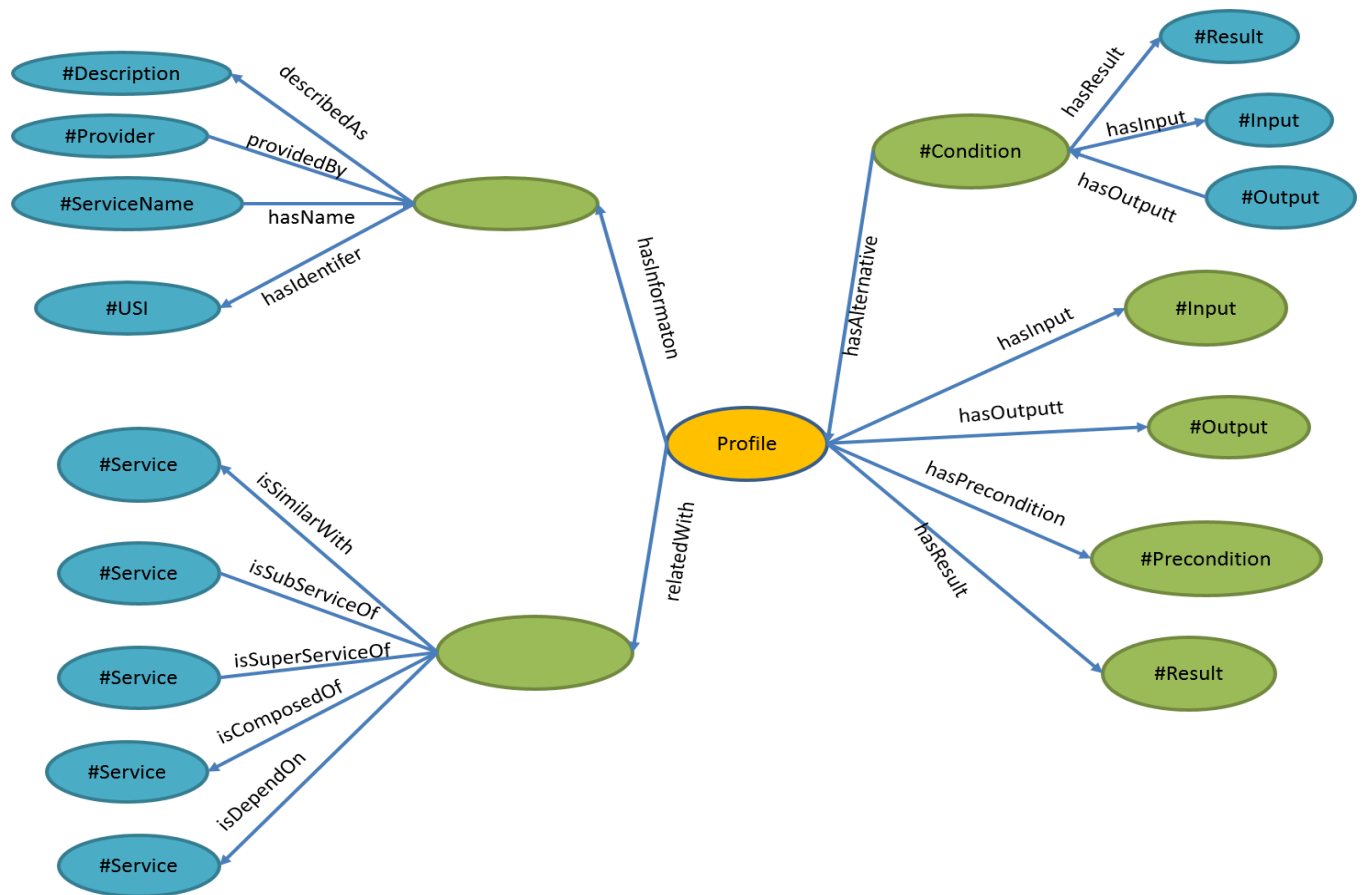 #Description
describedAs
#Provider
providedBy
#ServiceName
hasName
#USI
hasIdentifer
hasInformaton
#Condition
hasResult
#Result
hasInput
#Input
hasOutputt
#Output
hasAlternative
Profile
hasInput
#Input
hasOutputt
#Output
hasPrecondition
#Precondition
hasResult
#Result
relatedWith
#Service
isSimilarWith
#Service
isSubServiceOf
#Service
isSuperServiceOf
#Service
isComposedOf
#Service
isDependOn